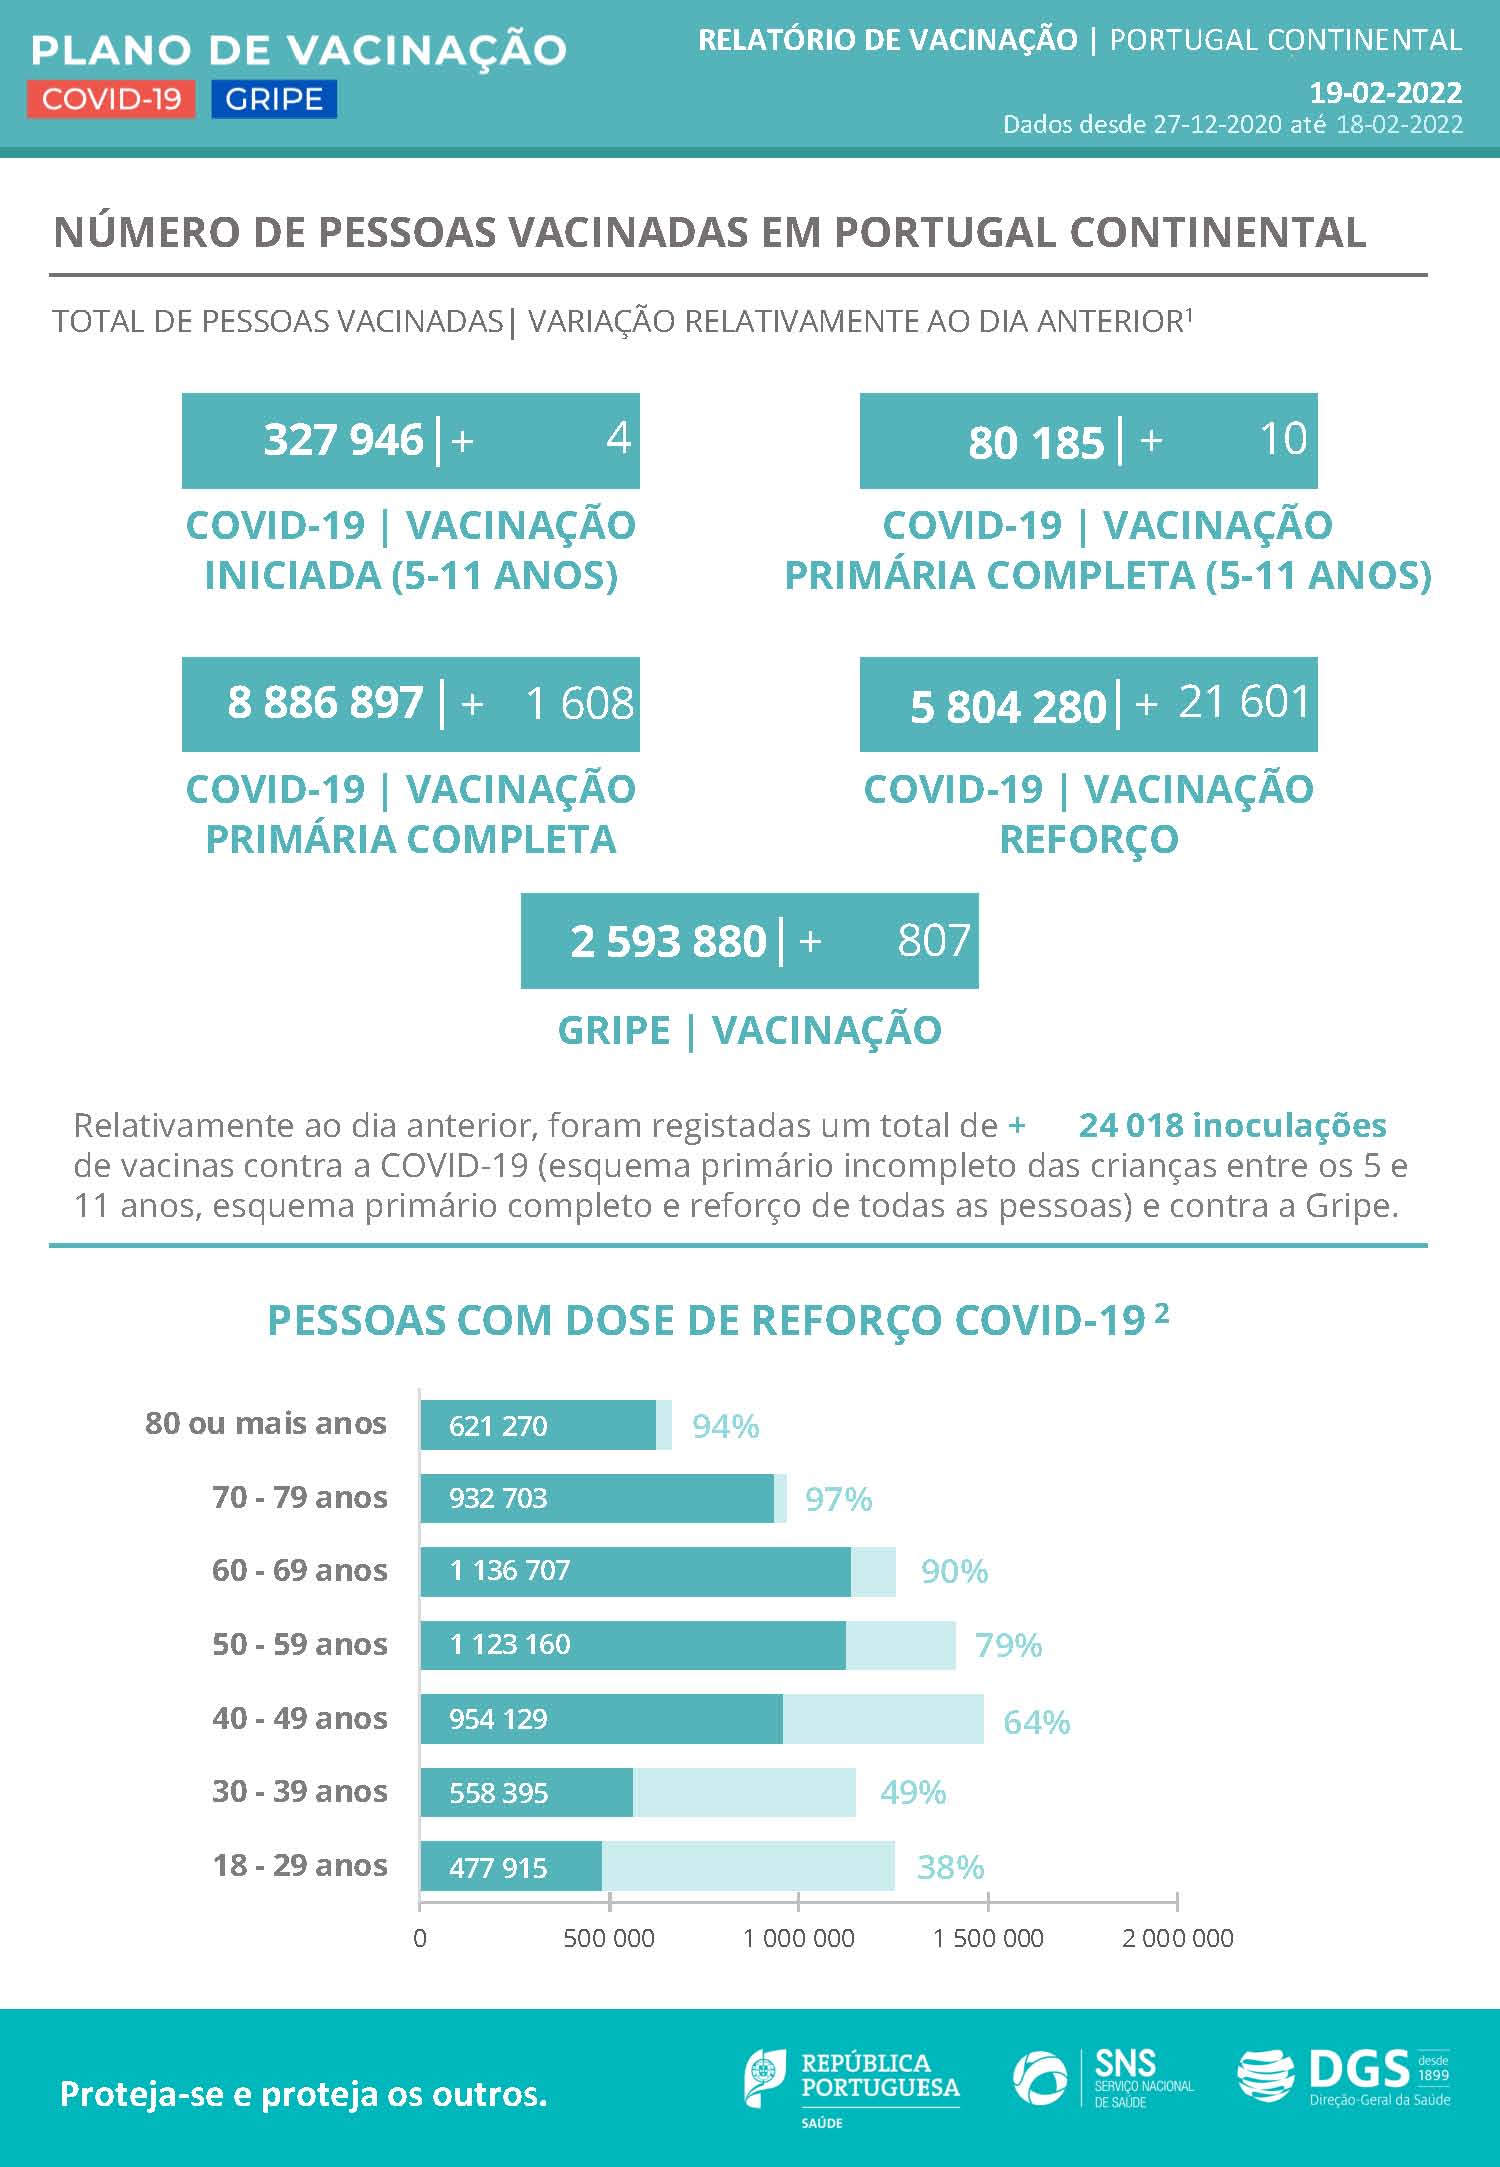 PLANO DE VACINAÇÃO
COVID-19 GRIPE
RELATÓRIO DE VACINAÇÃO | PORTUGAL CONTINENTAL
19-02-2022
Dados desde 27-12-2020 até 18-02-2022
NÚMERO DE PESSOAS VACINADAS EM PORTUGAL CONTINENTAL
TOTAL DE PESSOAS VACINADAS| VARIAÇÃO RELATIVAMENTE AO DIA ANTERIOR¹
327 946 | + 4
COVID-19 | VACINAÇÃO
INICIADA (5-11 ANOS)
80 185 | + 10
COVID-19 | VACINAÇÃO
PRIMÁRIA COMPLETA (5-11 ANOS)
8 886 897 | + 1 608
COVID-19 | VACINAÇÃO
PRIMÁRIA COMPLETA
5 804 280 | + 21 601
COVID-19 | VACINAÇÃO
REFORÇO
2 593 880 | + 807
GRIPE | VACINAÇÃO
Relativamente ao dia anterior, foram registadas um total de + 24 018 inoculações
de vacinas contra a COVID-19 (esquema primário incompleto das crianças entre os 5 e
11 anos, esquema primário completo e reforço de todas as pessoas) e contra a Gripe.
PESSOAS COM DOSE DE REFORÇO COVID-19 ²
80 ou mais anos 621 270 94%
70 - 79 anos 932 703 97%
60 - 69 anos 1 136 707 90%
50 - 59 anos 1 123 160 79%
40 - 49 anos 954 129 64%
30 - 39 anos 558 395 49%
18 - 29 anos 477 915 38%
0 500 000 1 000 000 1 500 000 2 000 000
Proteja-se e proteja os outros.
REPÚBLICA
PORTUGUESA
SAÚDE
SNS
SERVIÇO NACIONAL
DE SAÚDE
DGS desde
1899
Direção-Geral da Saúde